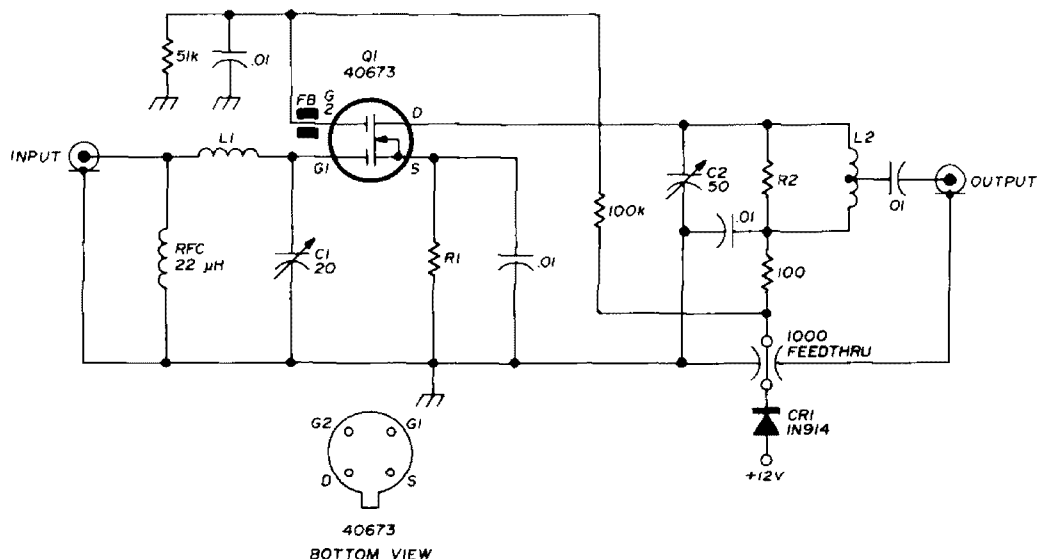 51k
.01
Q1
40673
FB
G
2
D
INPUT
L1
G1
S
RFC
22 µH
C1
20
R1
.01
100k
C2
50
.01
R2
100
L2
.01
OUTPUT
1000
FEEDTHRU
CR1
1N914
+12V
G2
G1
D
S
40673
BOTTOM VIEW